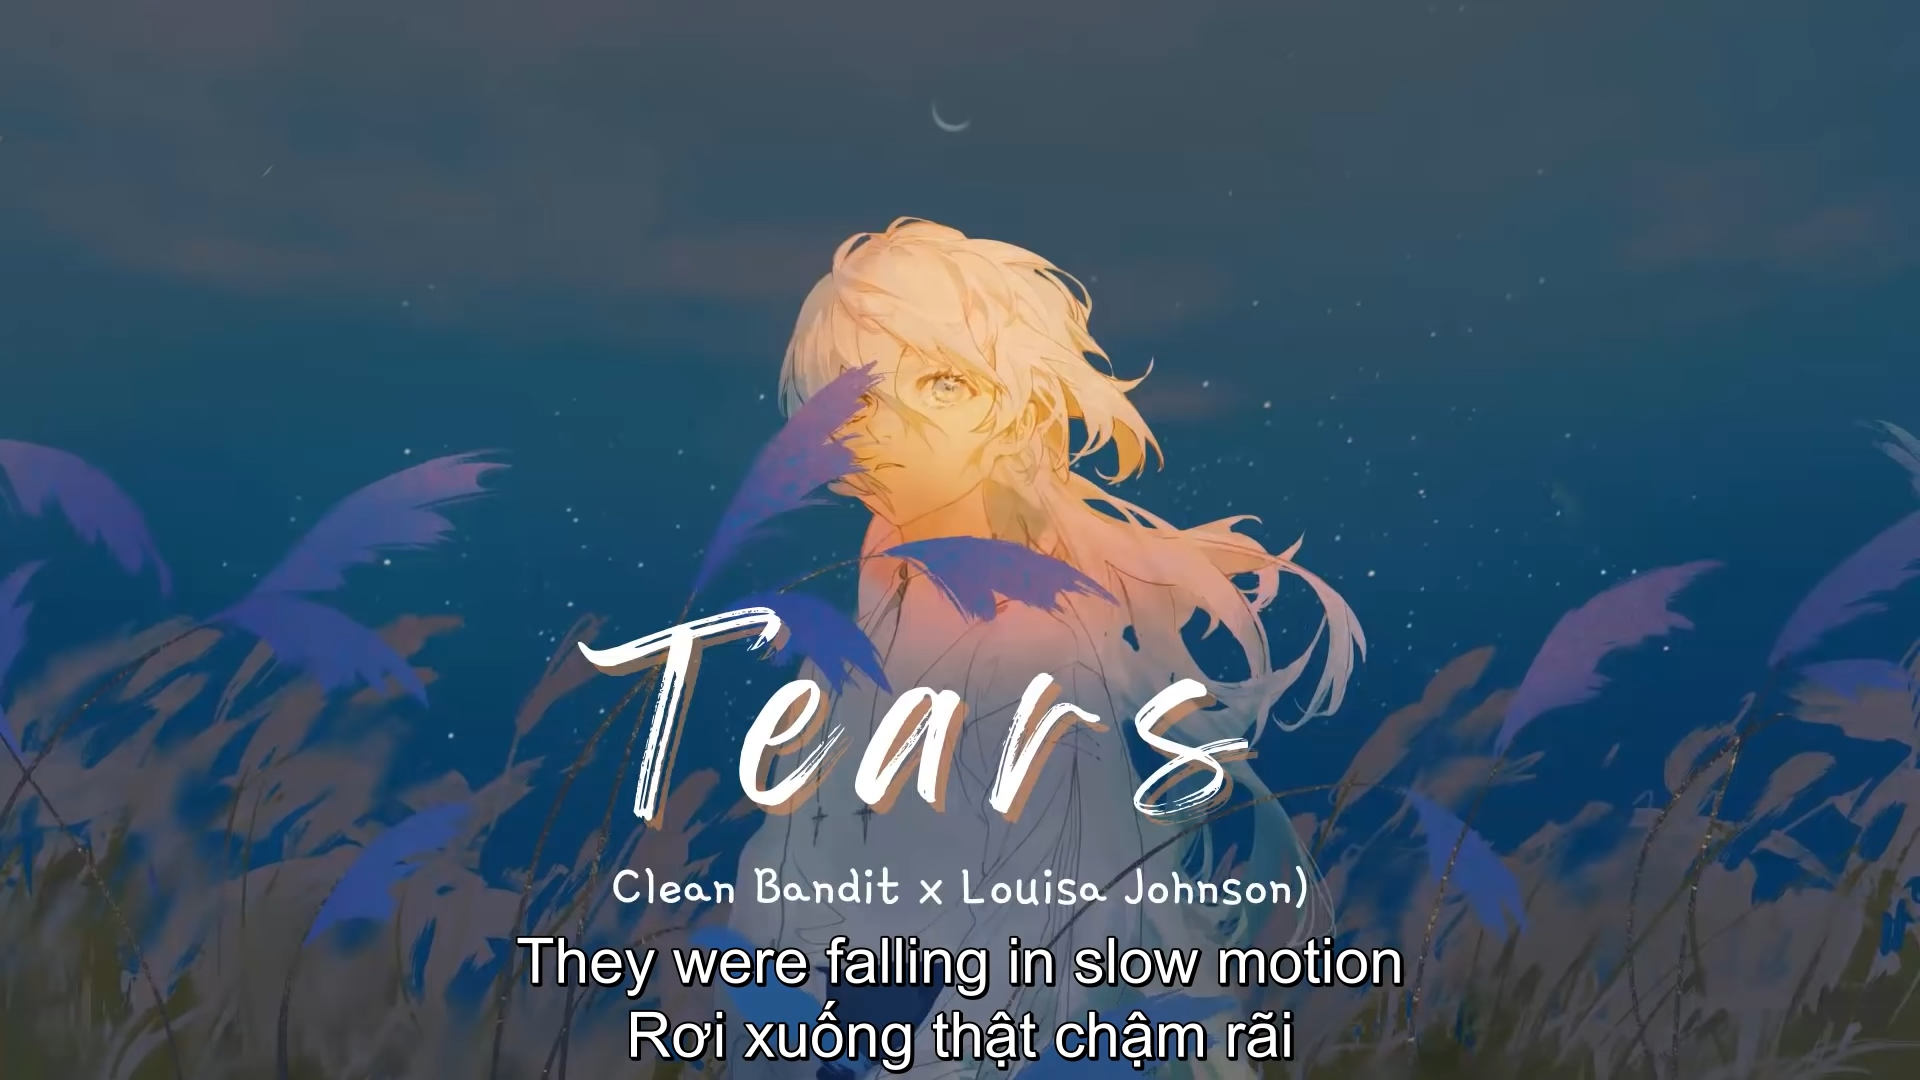 Tears
Clean Bandit x Louisa Johnson)
They were falling in slow motion
Rơi xuống thật chậm rãi